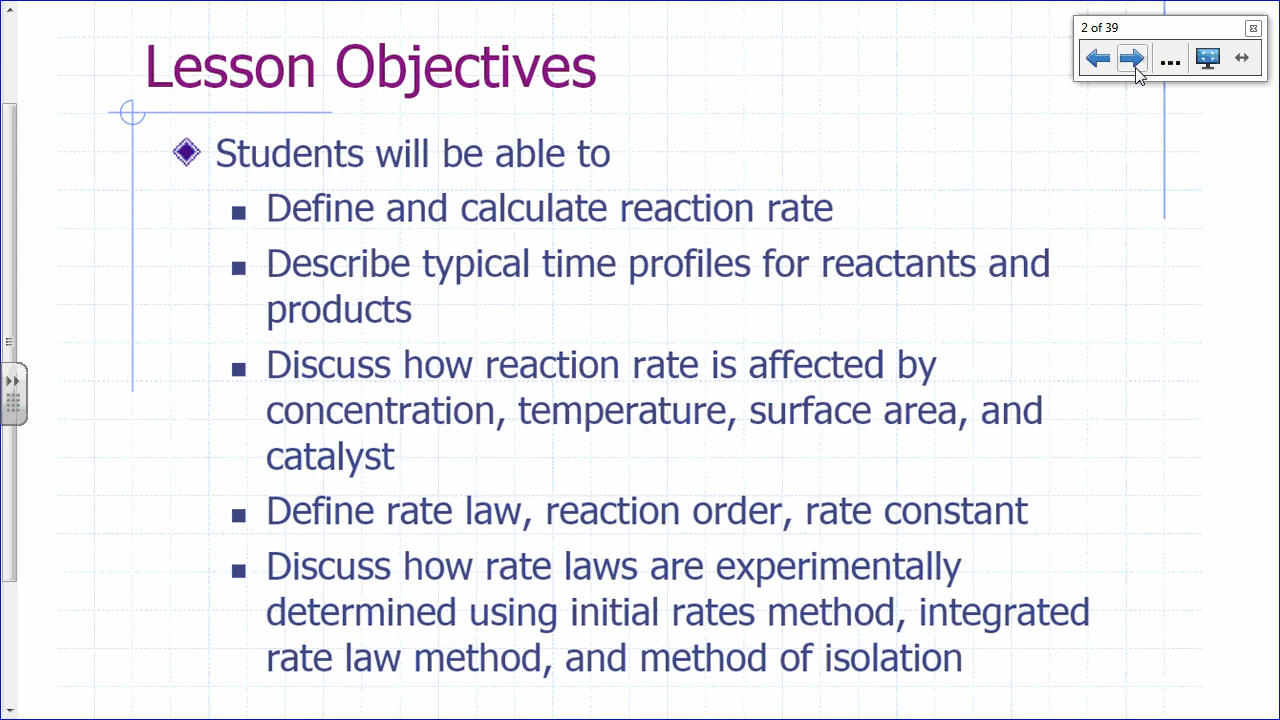 2 of 39
Lesson Objectives
Students will be able to
Define and calculate reaction rate
Describe typical time profiles for reactants and
products
Discuss how reaction rate is affected by
concentration, temperature, surface area, and
catalyst
Define rate law, reaction order, rate constant
Discuss how rate laws are experimentally
determined using initial rates method, integrated
rate law method, and method of isolation